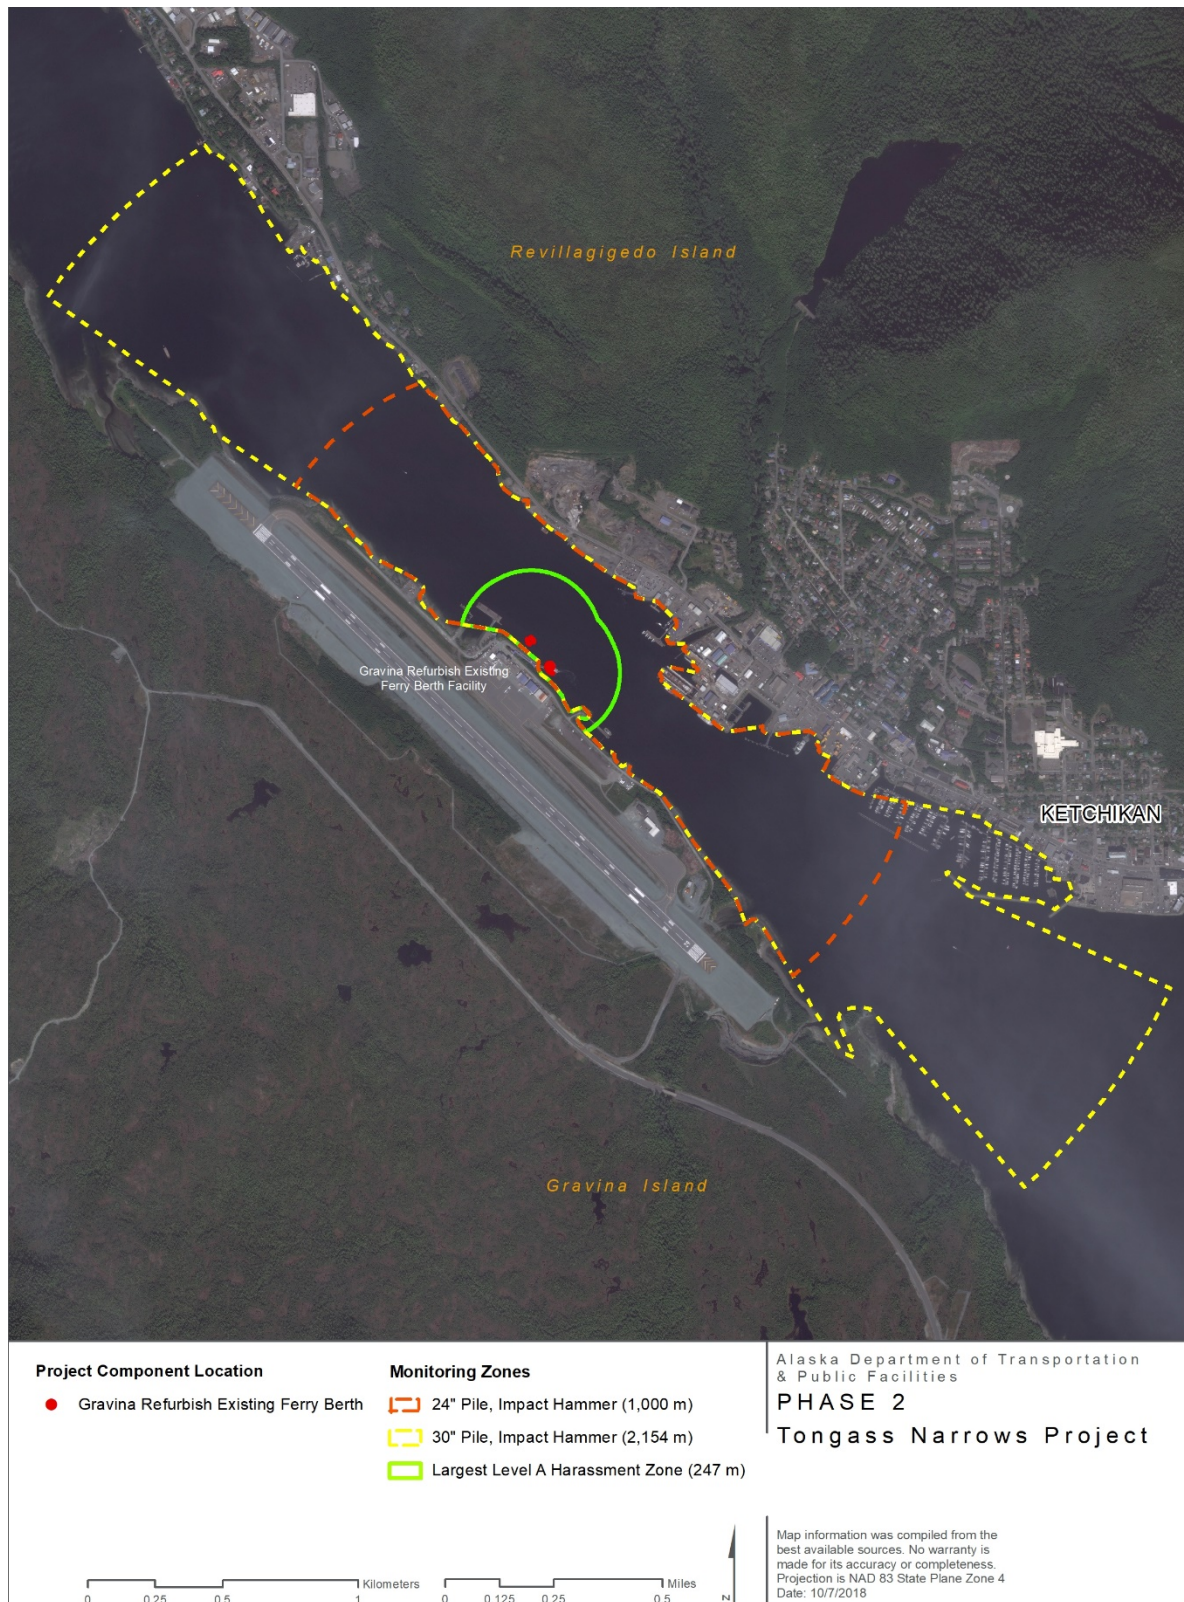 Revillagigedo Island
Gravina Refurbish Existing
Ferry Berth Facility
KETCHIKAN
Gravina Island
Project Component Location
Gravina Refurbish Existing Ferry Berth
Monitoring Zones
24" Pile, Impact Hammer (1,000 m)
30" Pile, Impact Hammer (2,154 m)
Largest Level A Harassment Zone (247 m)
Alaska Department of Transportation
& Public Facilities
PHASE 2
Tongass Narrows Project
Kilometers
0 0.25 0.5 1
Miles
0 0.125 0.25 0.5
N
Map information was compiled from the
best available sources. No warranty is
made for its accuracy or completeness.
Projection is NAD 83 State Plane Zone 4
Date: 10/7/2018